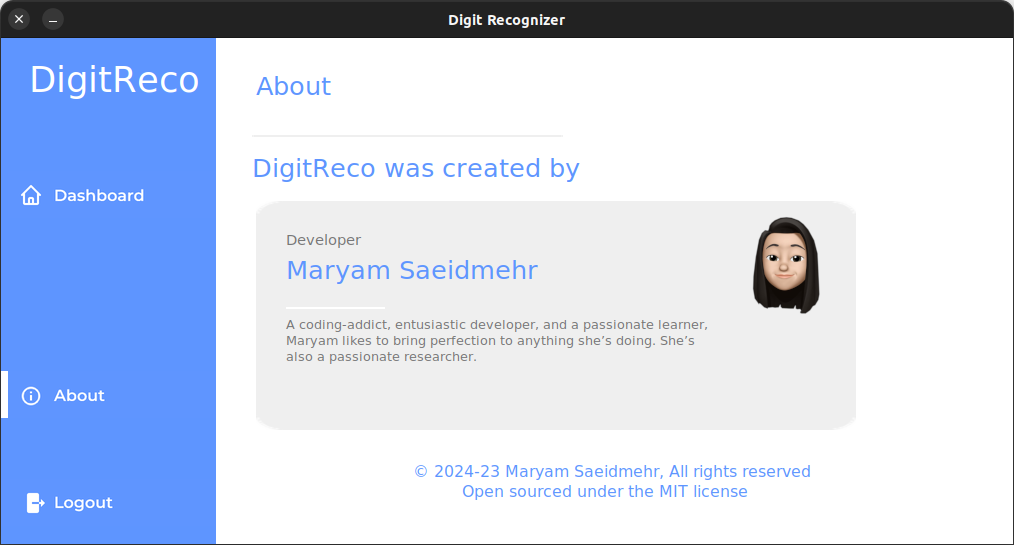 Digit Recognizer
DigitReco
Dashboard
About
Logout
About
DigitReco was created by
Developer
Maryam Saeidmehr
A coding-addict, entusiastic developer, and a passionate learner,
Maryam likes to bring perfection to anything she’s doing. She’s
also a passionate researcher.
© 2024-23 Maryam Saeidmehr, All rights reserved
Open sourced under the MIT license